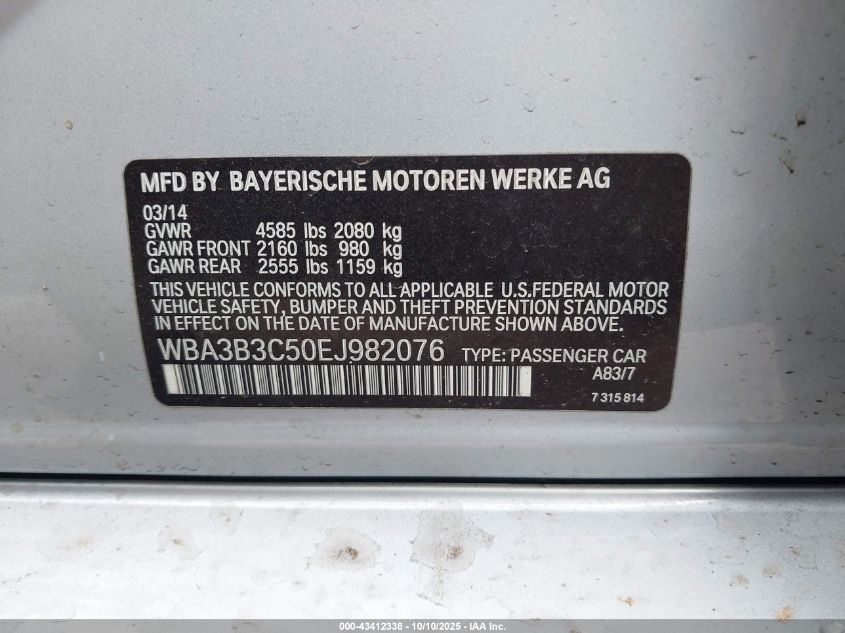 MFD BY BAYERISCHE MOTOREN WERKE AG
03/14
GVWR 4585 lbs 2080 kg
GAWR FRONT 2160 lbs 980 kg
GAWR REAR 2555 lbs 1159 kg
THIS VEHICLE CONFORMS TO ALL APPLICABLE U.S.FEDERAL MOTOR
VEHICLE SAFETY, BUMPER AND THEFT PREVENTION STANDARDS
IN EFFECT ON THE DATE OF MANUFACTURE SHOWN ABOVE.
WBA3B3C50EJ982076 TYPE: PASSENGER CAR
A83/7
7 315 814
000-43412338 - 10/10/2025 - IAA Inc.